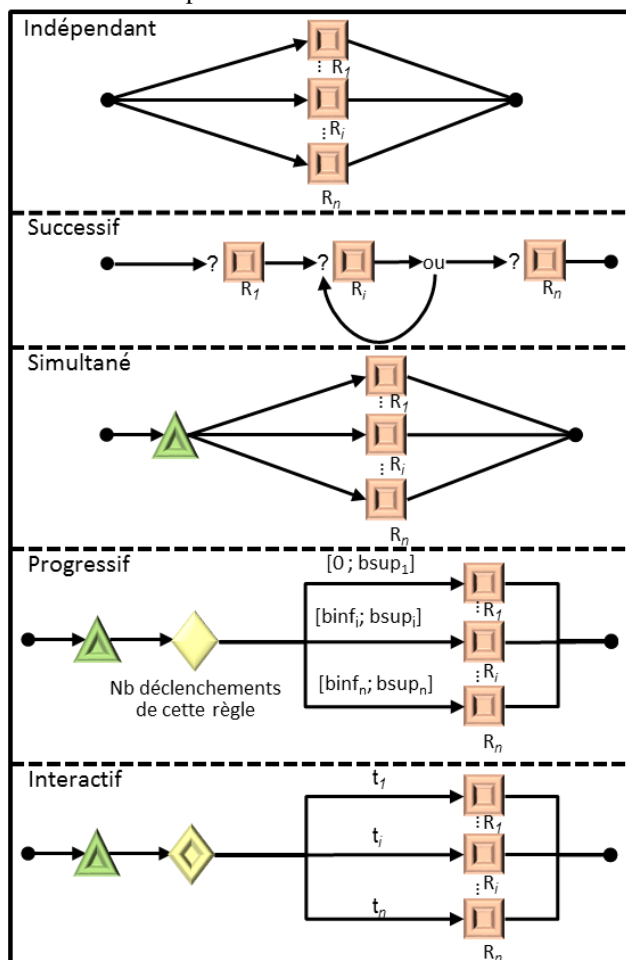 Indépendant
⋮ R1
⋮ Ri
Rn
Successif
? ? ou ?
R1 Ri Rn
Simultané
⋮ R1
⋮ Ri
Rn
Progressif
[0 ; bsup1]
⋮ R1
[binfi; bsupi]
⋮ Ri
Nb déclenchements
de cette règle
[binfn; bsupn]
Rn
Interactif
t1
⋮ R1
ti
⋮ Ri
tn
Rn